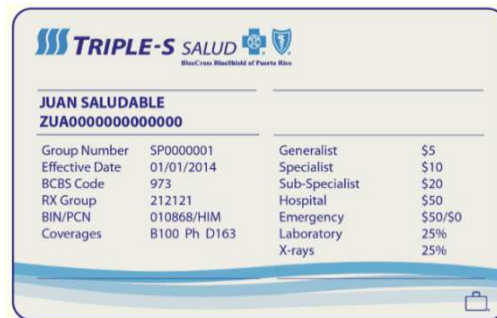 TRIPLE-S SALUD
BlueCross BlueShield of Puerto Rico
JUAN SALUDABLE
ZUA0000000000000
Group Number SP0000001
Effective Date 01/01/2014
BCBS Code 973
RX Group 212121
BIN/PCN 010868/HIM
Coverages B100 Ph D163
Generalist $5
Specialist $10
Sub-Specialist $20
Hospital $50
Emergency $50/$0
Laboratory 25%
X-rays 25%